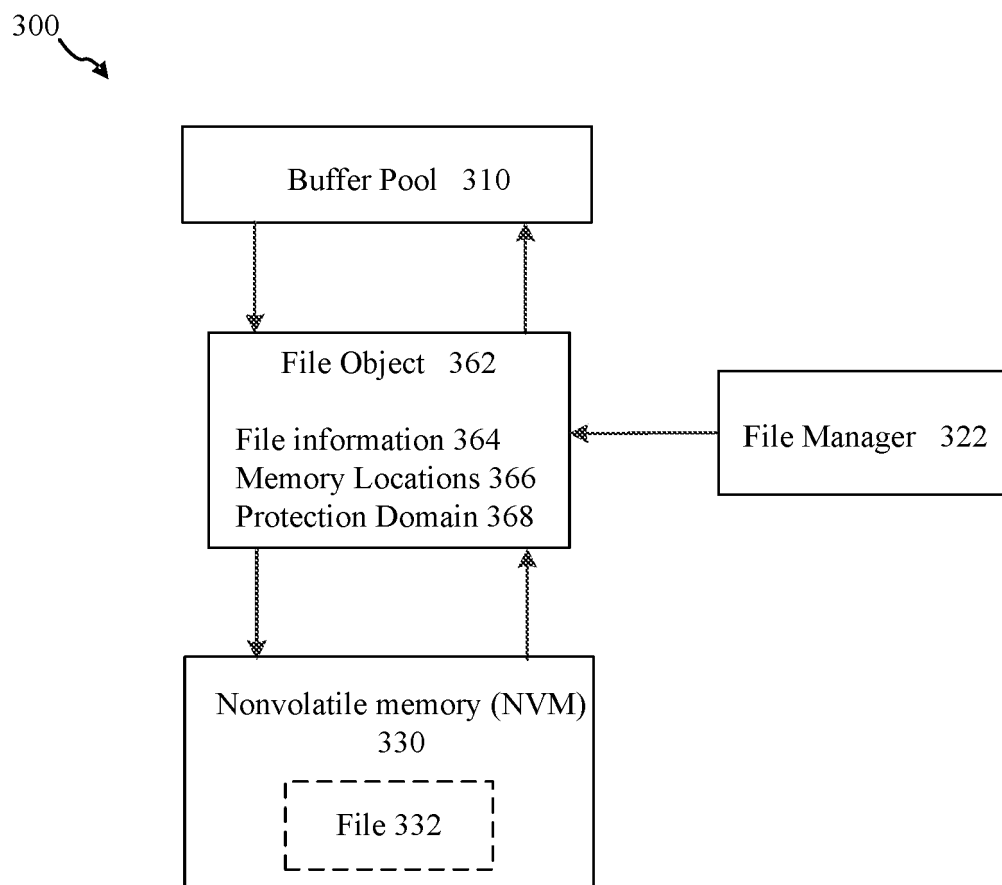 300
Buffer Pool 310
File Object 362
File information 364
Memory Locations 366
Protection Domain 368
File Manager 322
Nonvolatile memory (NVM)
330
File 332